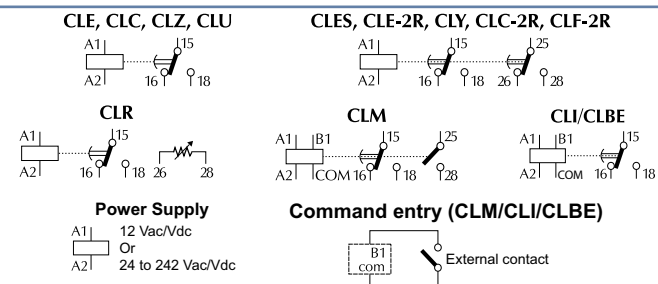 CLE, CLC, CLZ, CLU
CLES, CLE-2R, CLY, CLC-2R, CLF-2R
A1 15
A2 16 18
A1 15 25
A2 16 18 26 28
CLR
CLM
CLI/CLBE
A1 15
A2 16 18 26 28
A1 B1 15 25
A2 COM 16 18 28
A1 B1 15
A2 COM 16 18
Power Supply
A1 12 Vac/Vdc
Or
A2 24 to 242 Vac/Vdc
Command entry (CLM/CLI/CLBE)
B1
com
External contact